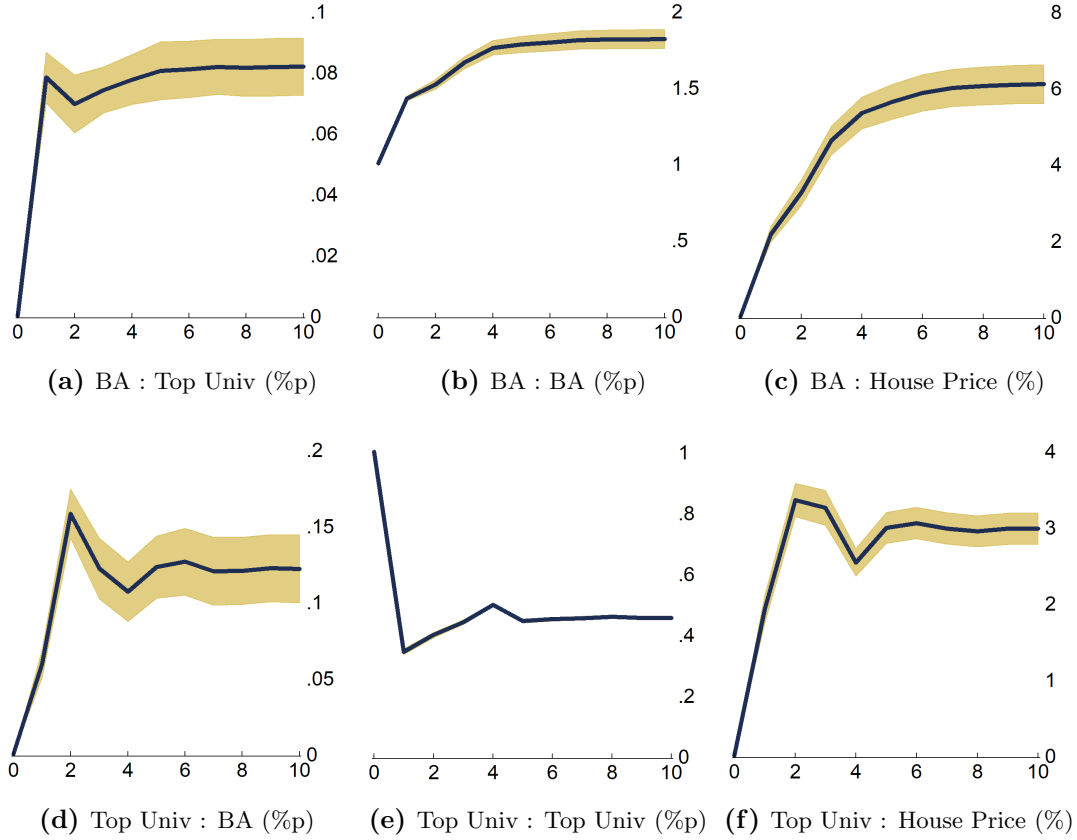 .1 2 8
.08 1.5 6
.06 1 4
.04
.02 .5 2
0 0 0
0 2 4 6 8 10 0 2 4 6 8 10 0 2 4 6 8 10
(a) BA : Top Univ (%p) (b) BA : BA (%p) (c) BA : House Price (%)
.2 1 4
.15 .8 3
.1 .6 2
.4
.05 .2 1
0 0 0
0 2 4 6 8 10 0 2 4 6 8 10 0 2 4 6 8 10
(d) Top Univ : BA (%p) (e) Top Univ : Top Univ (%p) (f) Top Univ : House Price (%)